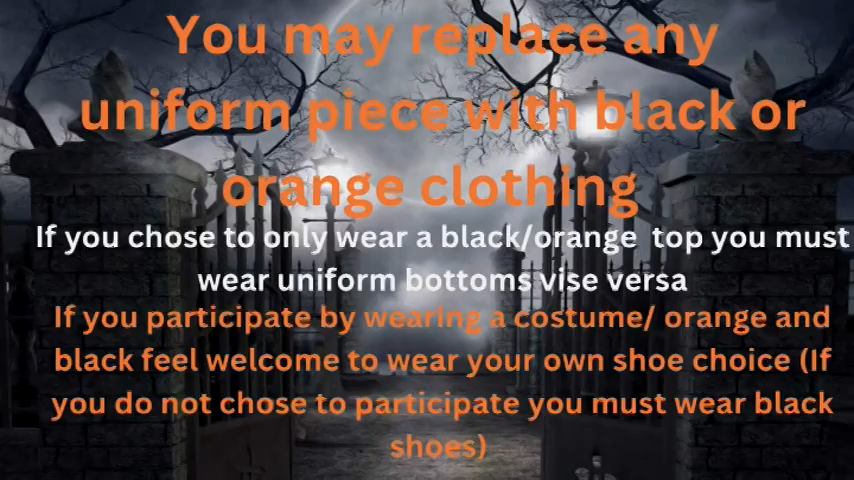 You may replace any
uniform piece with black or
orange clothing
If you chose to only wear a black/orange top you must
wear uniform bottoms vise versa
If you participate by wearing a costume/ orange and
black feel welcome to wear your own shoe choice (If
you do not chose to participate you must wear black
shoes)